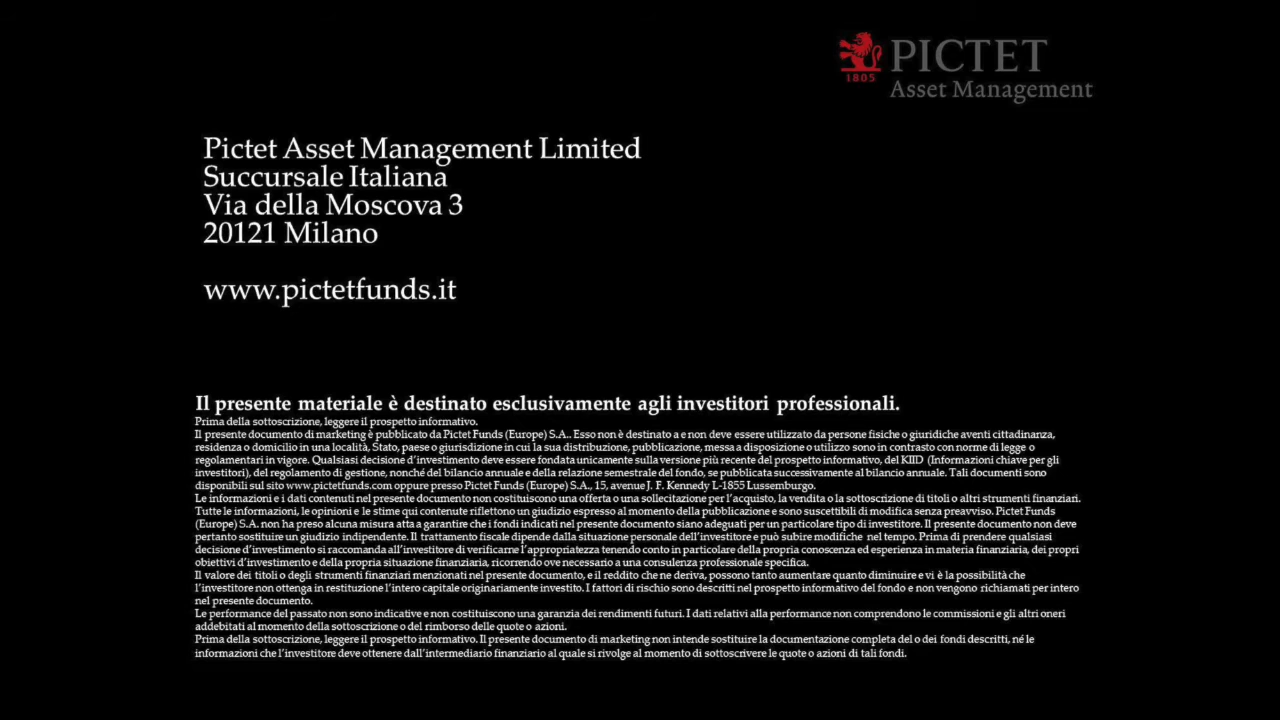 PICTET
1805
Asset Management
Pictet Asset Management Limited
Succursale Italiana
Via della Moscova 3
20121 Milano
www.pictetfunds.it
Il presente materiale è destinato esclusivamente agli investitori professionali.
Prima della sottoscrizione, leggere il prospetto informativo.
Il presente documento di marketing è pubblicato da Pictet Funds (Europe) S.A.. Esso non è destinato a e non deve essere utilizzato da persone fisiche o giuridiche aventi cittadinanza,
residenza o domicilio in una località, Stato, paese o giurisdizione in cui la sua distribuzione, pubblicazione, messa a disposizione o utilizzo sono in contrasto con norme di legge o
regolamentari in vigore. Qualsiasi decisione d'investimento deve essere fondata unicamente sulla versione più recente del prospetto informativo, del KIID (Informazioni chiave per gli
investitori), del regolamento di gestione, nonché del bilancio annuale e della relazione semestrale del fondo, se pubblicata successivamente al bilancio annuale. Tali documenti sono
disponibili sul sito www.pictetfunds.com oppure presso Pictet Funds (Europe) S.A., 15, avenue J. F. Kennedy L-1855 Lussemburgo.
Le informazioni e i dati contenuti nel presente documento non costituiscono una offerta o una sollecitazione per l'acquisto, la vendita o la sottoscrizione di titoli o altri strumenti finanziari.
Tutte le informazioni, le opinioni e le stime qui contenute riflettono un giudizio espresso al momento della pubblicazione e sono suscettibili di modifica senza preavviso. Pictet Funds
(Europe) S.A. non ha preso alcuna misura atta a garantire che i fondi indicati nel presente documento siano adeguati per un particolare tipo di investitore. Il presente documento non deve
pertanto sostituire un giudizio indipendente. Il trattamento fiscale dipende dalla situazione personale dell'investitore e può subire modifiche nel tempo. Prima di prendere qualsiasi
decisione d'investimento si raccomanda all'investitore di verificarne l'appropriatezza tenendo conto in particolare della propria conoscenza ed esperienza in materia finanziaria, dei propri
obiettivi d'investimento e della propria situazione finanziaria, ricorrendo ove necessario a una consulenza professionale specifica.
Il valore dei titoli o degli strumenti finanziari menzionati nel presente documento, e il reddito che ne deriva, possono tanto aumentare quanto diminuire e vi è la possibilità che
l'investitore non ottenga in restituzione l'intero capitale originariamente investito. I fattori di rischio sono descritti nel prospetto informativo del fondo e non vengono richiamati per intero
nel presente documento.
Le performance del passato non sono indicative e non costituiscono una garanzia dei rendimenti futuri. I dati relativi alla performance non comprendono le commissioni e gli altri oneri
addebitati al momento della sottoscrizione o del rimborso delle quote o azioni.
Prima della sottoscrizione, leggere il prospetto informativo. Il presente documento di marketing non intende sostituire la documentazione completa del o dei fondi descritti, né le
informazioni che l'investitore deve ottenere dall'intermediario finanziario al quale si rivolge al momento di sottoscrivere le quote o azioni di tali fondi.